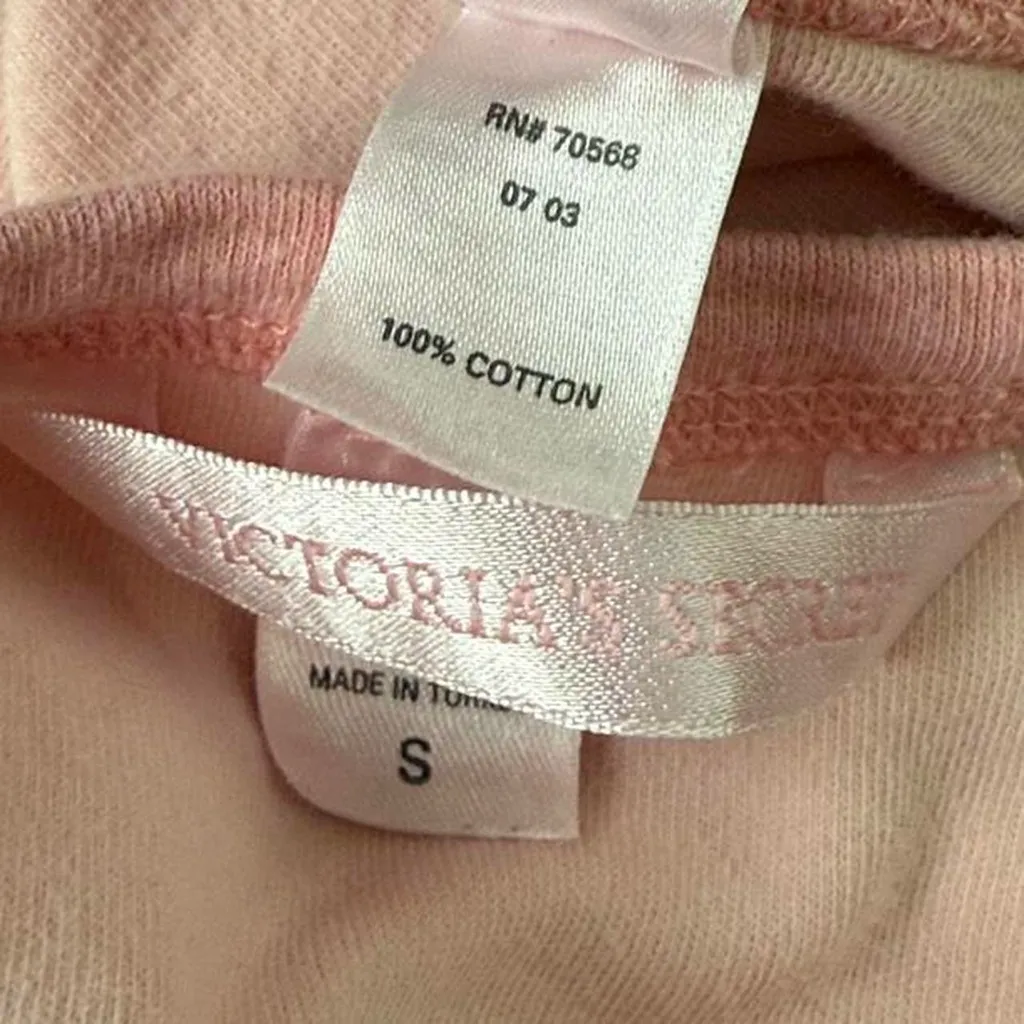 RN# 70568
07 03
100% COTTON
VICTORIA'S SECRET
MADE IN
S